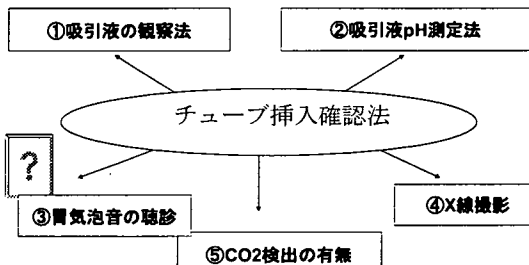 ①吸引液の観察法
②吸引液pH測定法
チューブ挿入確認法
?
③胃気泡音の聴診
④X線撮影
⑤CO2検出の有無